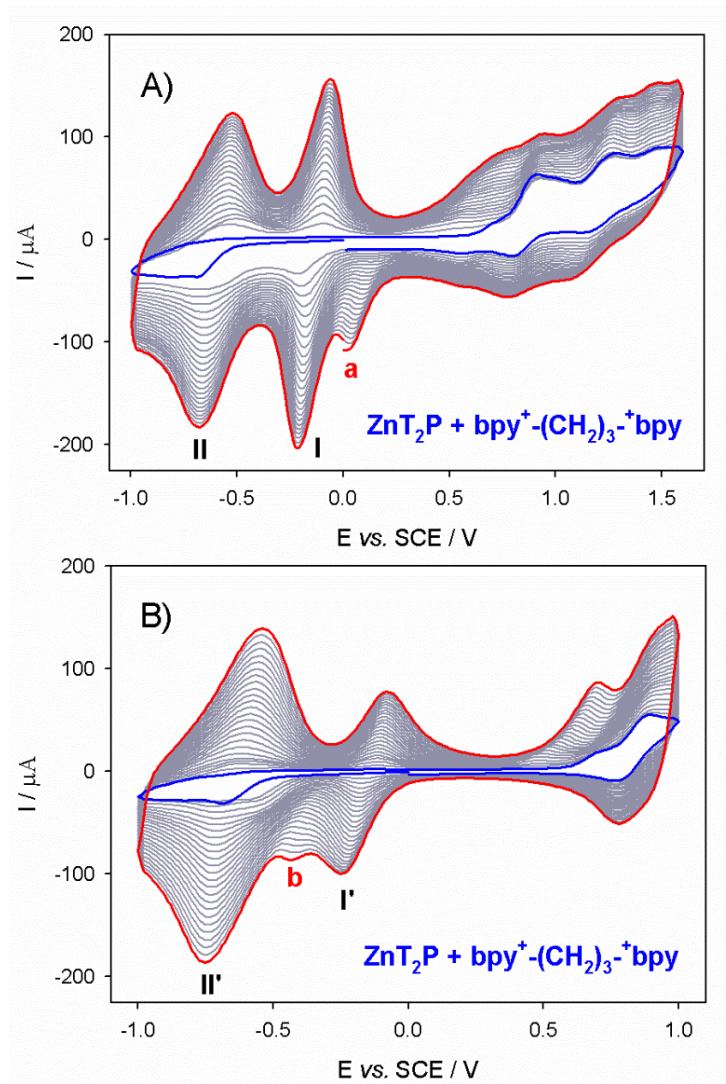 200
A)
100
I / μA
0
-100
a
II
I
ZnT₂P + bpy⁺-(CH₂)₃-⁺bpy
-200
-1.0 -0.5 0.0 0.5 1.0 1.5
E vs. SCE / V
200
B)
100
I / μA
0
-100
b
I'
II'
ZnT₂P + bpy⁺-(CH₂)₃-⁺bpy
-200
-1.0 -0.5 0.0 0.5 1.0
E vs. SCE / V